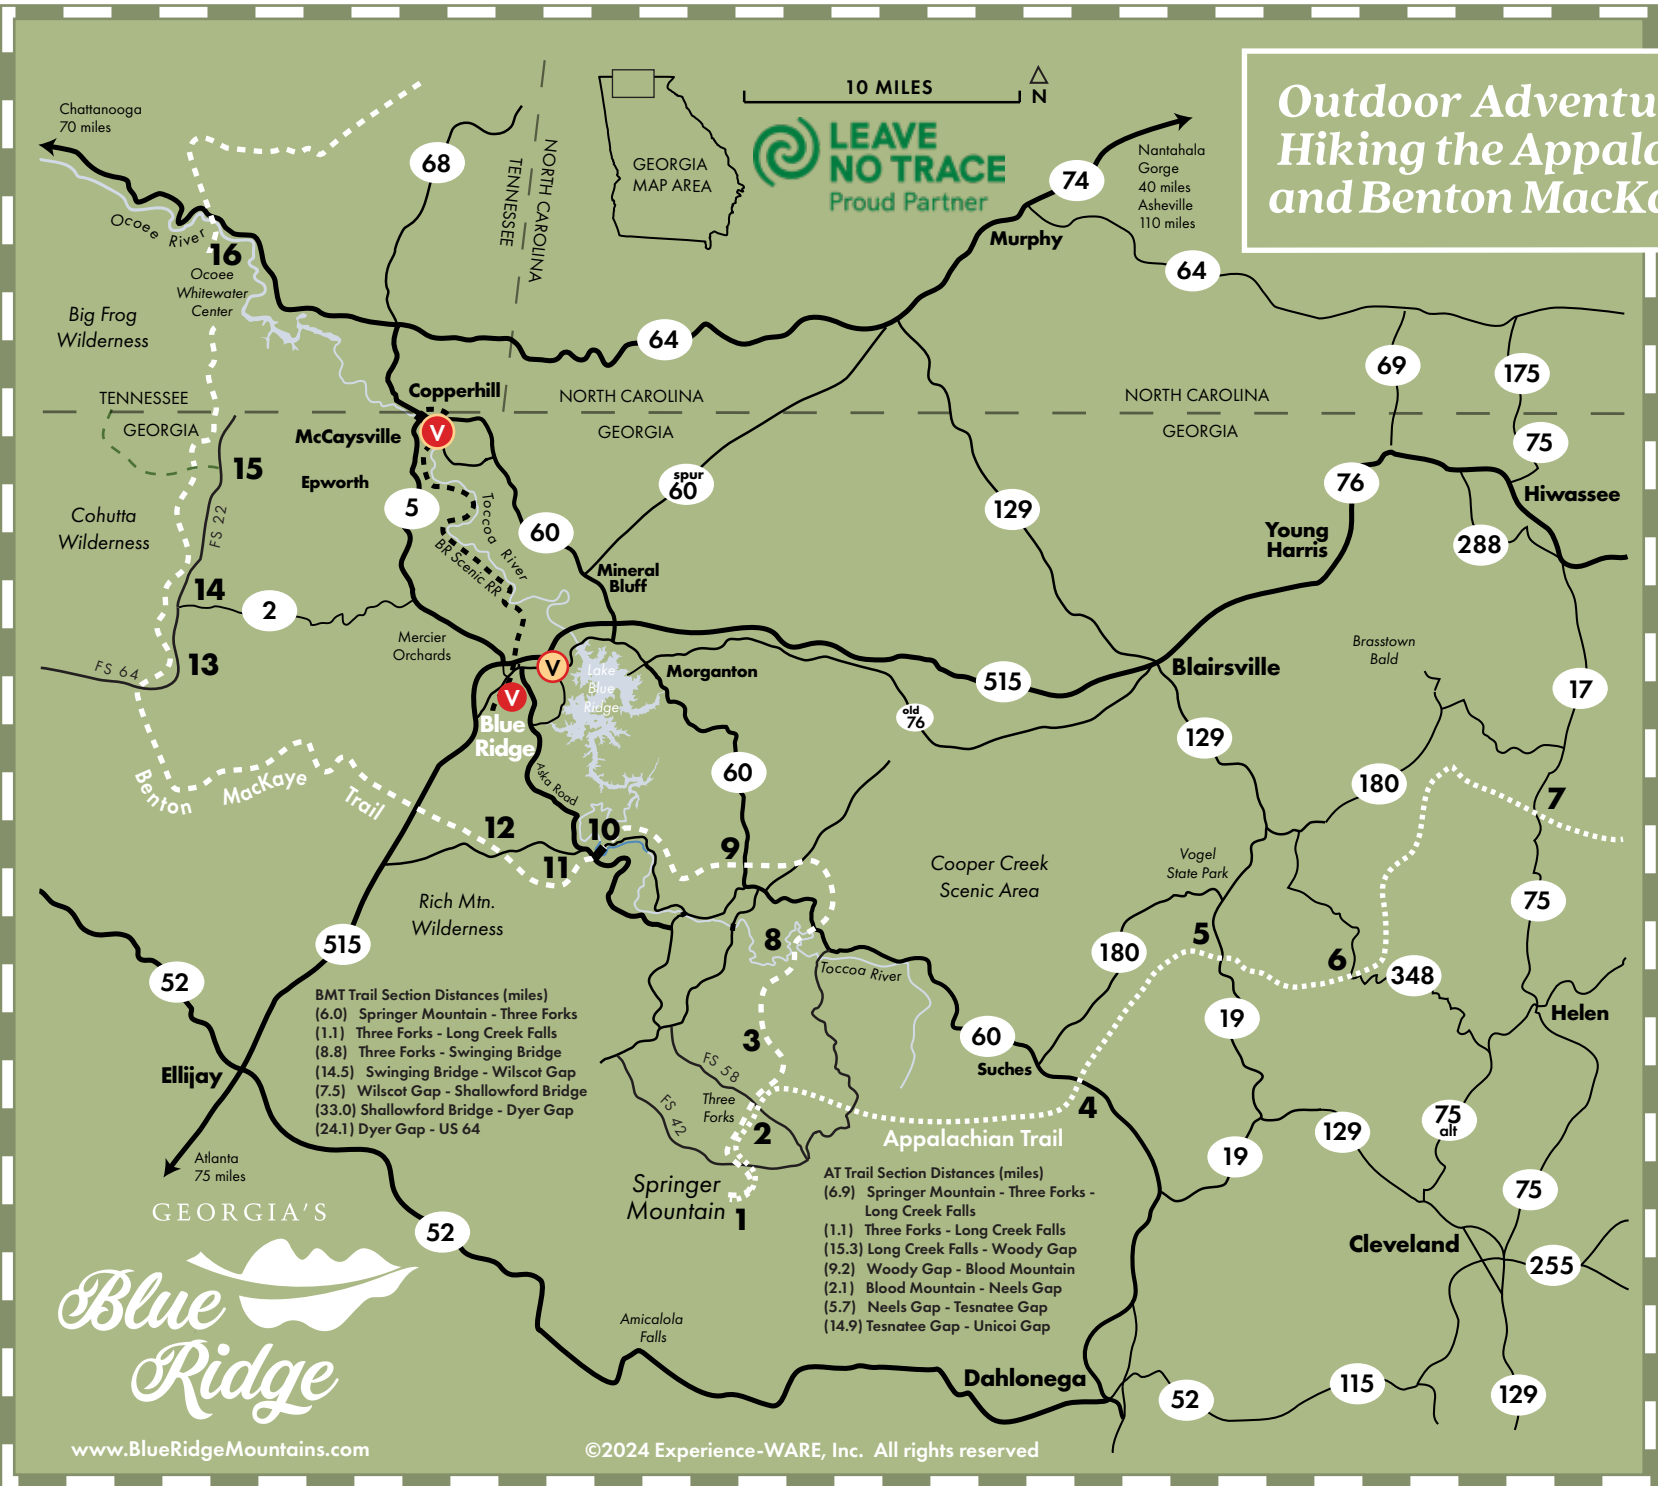 Outdoor Adventu
Hiking the Appala
and Benton MacKa
Chattanooga
70 miles
68
NORTH CAROLINA
TENNESSEE
GEORGIA
MAP AREA
10 MILES
N
LEAVE
NO TRACE
Proud Partner
74
Nantahala
Gorge
40 miles
Asheville
110 miles
Murphy
64
Ocoee River
16
Ocoee
Whitewater
Center
Big Frog
Wilderness
64
69
175
TENNESSEE
GEORGIA
Copperhill
NORTH CAROLINA
GEORGIA
NORTH CAROLINA
GEORGIA
McCaysville
V
75
15
Epworth
spur
60
76
Hiwassee
5
Toccoa River
129
Cohutta
Wilderness
FS 22
60
Young
Harris
288
BR Scenic RR
Mineral
Bluff
14
2
Mercier
Orchards
Brasstown
Bald
FS 64
13
V
Lake
Blue
Ridge
Morganton
515
Blairsville
17
V
Blue
Ridge
old
76
129
60
180
Aska Road
Benton MacKaye Trail
7
12
10
9
11
Cooper Creek
Scenic Area
Vogel
State Park
75
Rich Mtn.
Wilderness
515
8
5
180
6
348
52
Toccoa River
BMT Trail Section Distances (miles)
(6.0) Springer Mountain - Three Forks
(1.1) Three Forks - Long Creek Falls
(8.8) Three Forks - Swinging Bridge
(14.5) Swinging Bridge - Wilscot Gap
(7.5) Wilscot Gap - Shallowford Bridge
(33.0) Shallowford Bridge - Dyer Gap
(24.1) Dyer Gap - US 64
19
Helen
3
60
Suches
Ellijay
FS 58
Three
Forks
FS 42
4
2
Appalachian Trail
129
75
alt
19
Atlanta
75 miles
AT Trail Section Distances (miles)
(6.9) Springer Mountain - Three Forks -
Long Creek Falls
(1.1) Three Forks - Long Creek Falls
(15.3) Long Creek Falls - Woody Gap
(9.2) Woody Gap - Blood Mountain
(2.1) Blood Mountain - Neels Gap
(5.7) Neels Gap - Tesnatee Gap
(14.9) Tesnatee Gap - Unicoi Gap
Springer
Mountain
1
75
GEORGIA'S
Blue
Ridge
52
Cleveland
255
Amicalola
Falls
Dahlonega
52
115
129
www.BlueRidgeMountains.com
©2024 Experience-WARE, Inc. All rights reserved